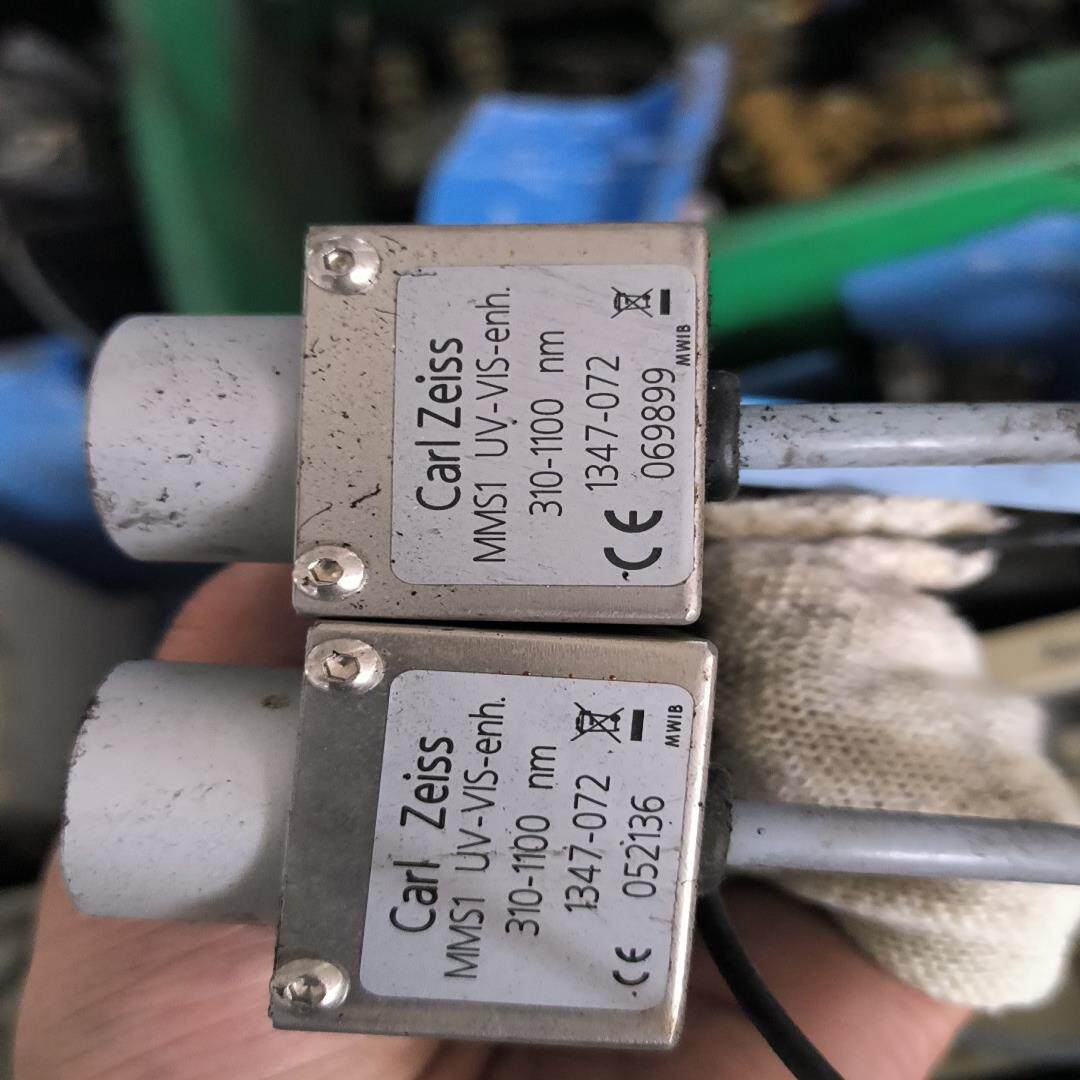 Carl Zeiss
MMS1 UV-VIS-enh.
310-1100 nm
1347-072
CE 069899
MWIB
Carl Zeiss
MMS1 UV-VIS-enh.
310-1100 nm
1347-072
CE 052136
MWIB